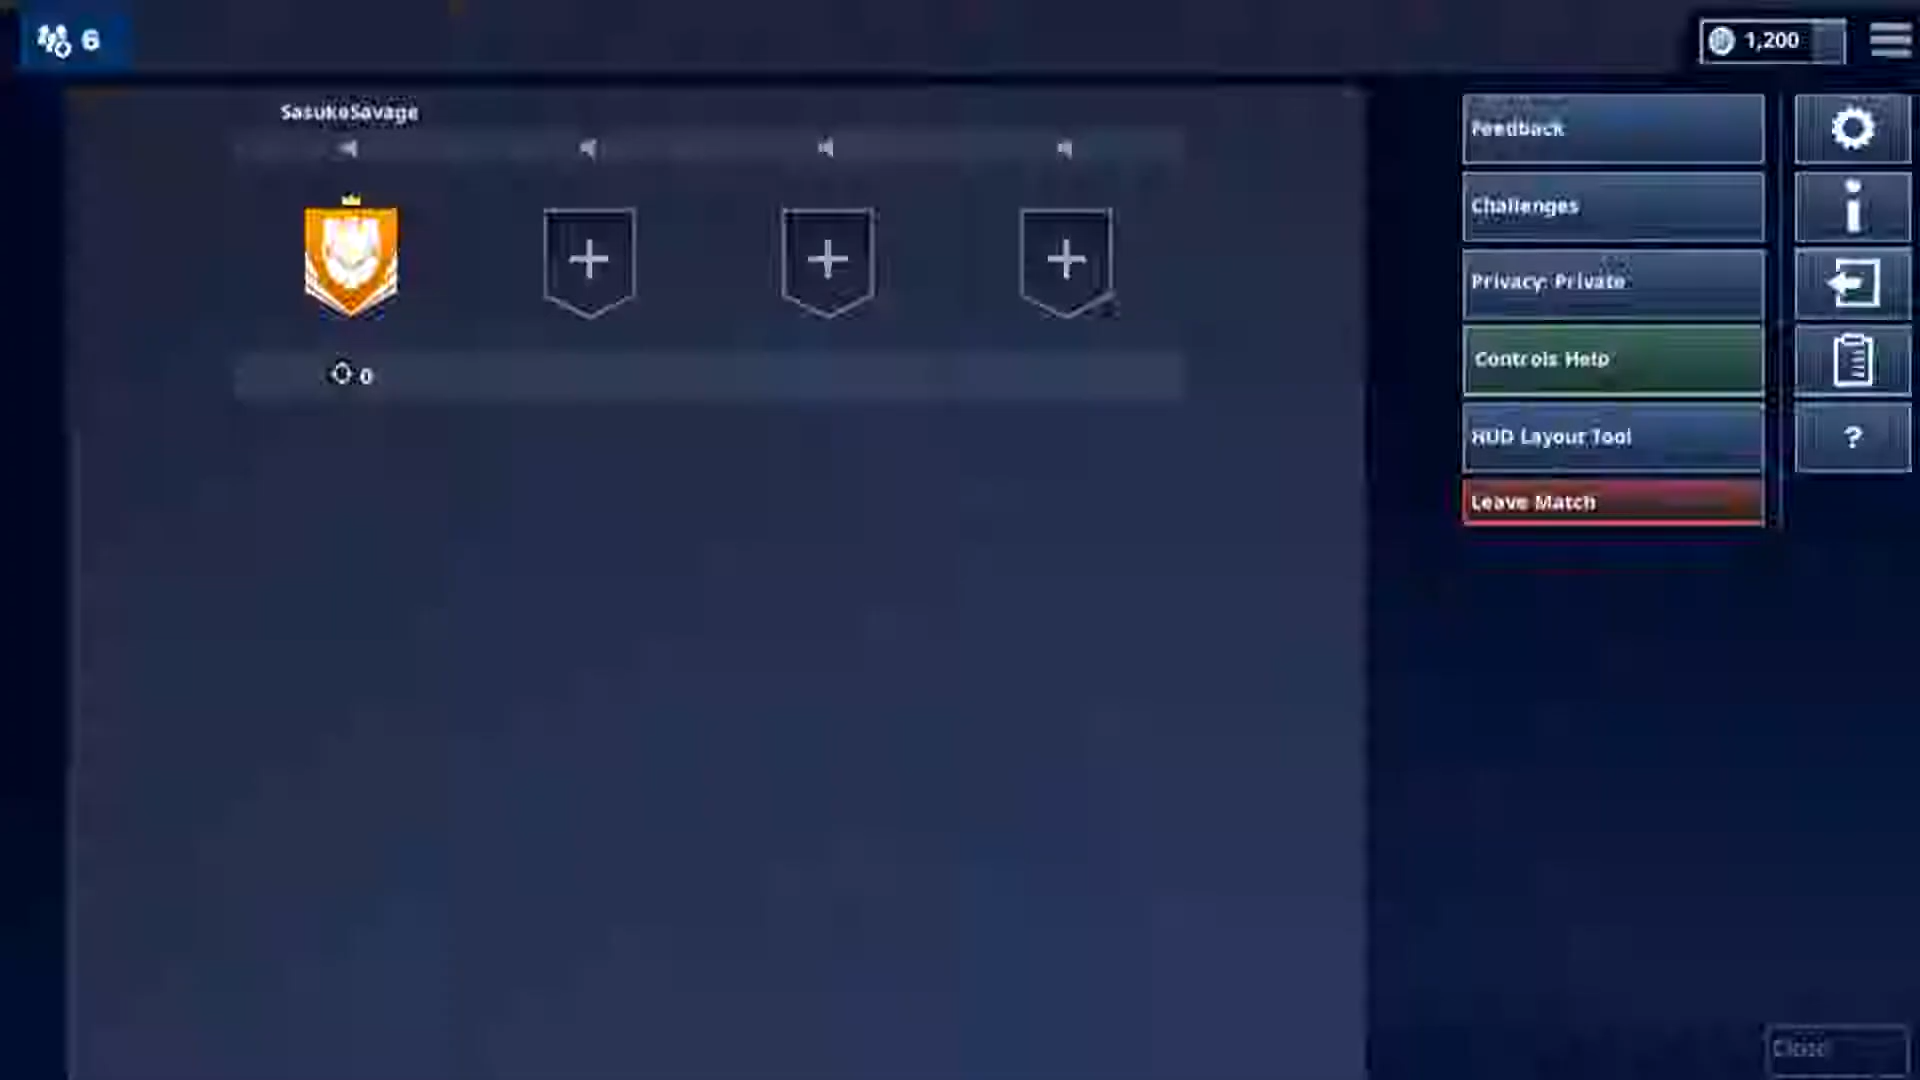 6
1,200
SasukeSavage
0
Feedback
Challenges
Privacy: Private
Controls Help
HUD Layout Tool
?
Leave Match
Close